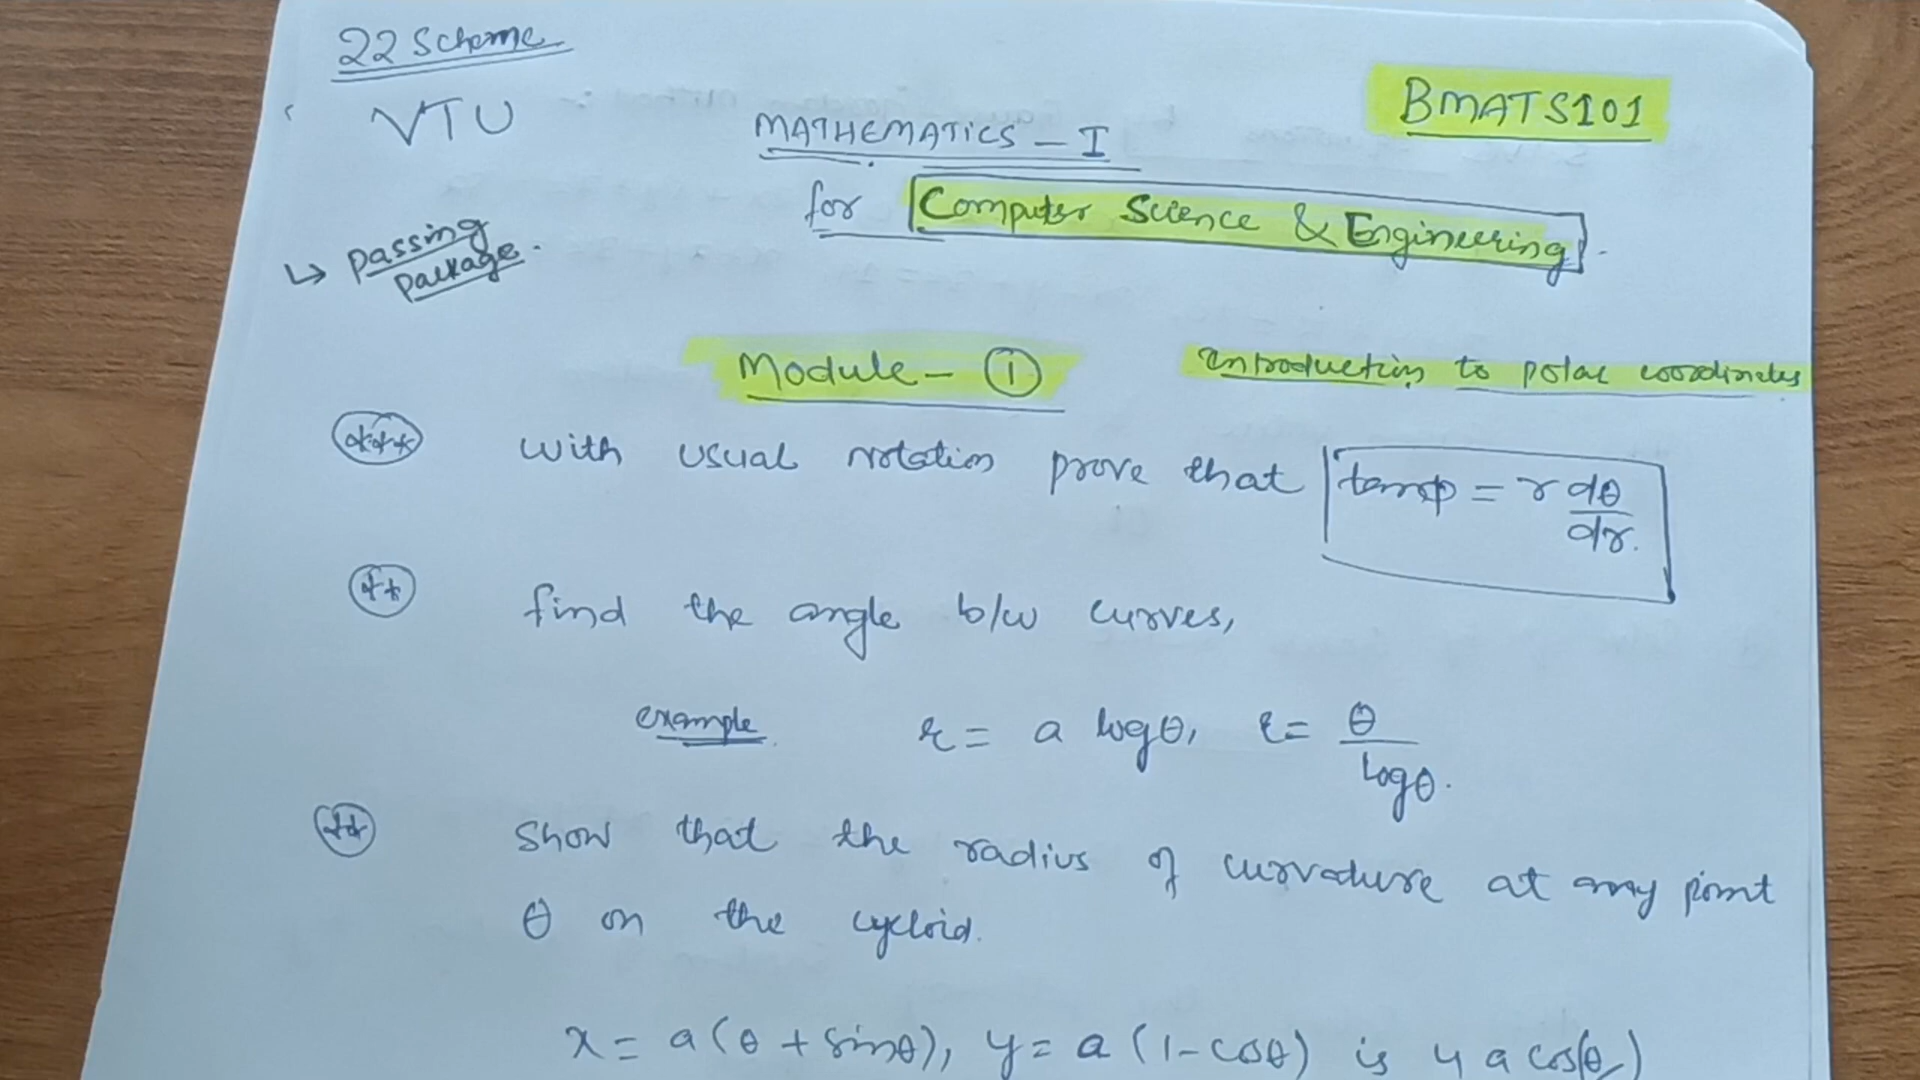 22 Scheme
VTU
BMATS101
MATHEMATICS - I
for Computer Science & Engineering.
↳ passing
package.
Module - ①
Introduction to polar coordinates
*** with usual notation prove that tanφ = r dθ/dr.
** find the angle b/w curves,
example r = a logθ, r = θ/logθ.
** Show that the radius of curvature at any point
θ on the cycloid.
x = a(θ + sinθ), y = a(1-cosθ) is 4 a cos(θ/)